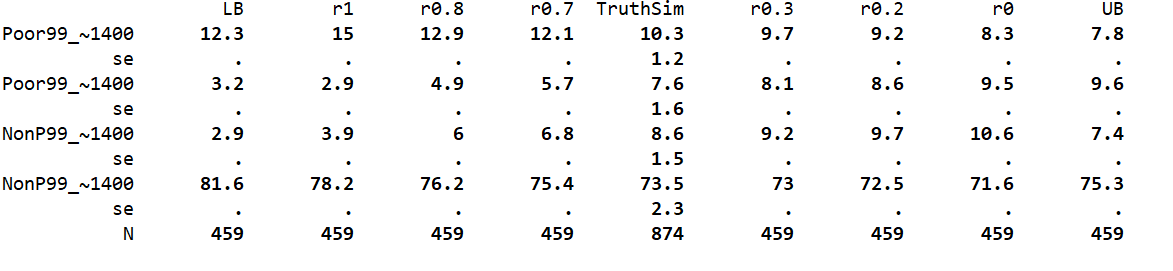 LB r1 r0.8 r0.7 TruthSim r0.3 r0.2 r0 UB
Poor99_~1400 12.3 15 12.9 12.1 10.3 9.7 9.2 8.3 7.8
se . . . . 1.2 . . . .
Poor99_~1400 3.2 2.9 4.9 5.7 7.6 8.1 8.6 9.5 9.6
se . . . . 1.6 . . . .
NonP99_~1400 2.9 3.9 6 6.8 8.6 9.2 9.7 10.6 7.4
se . . . . 1.5 . . . .
NonP99_~1400 81.6 78.2 76.2 75.4 73.5 73 72.5 71.6 75.3
se . . . . 2.3 . . . .
N 459 459 459 459 874 459 459 459 459